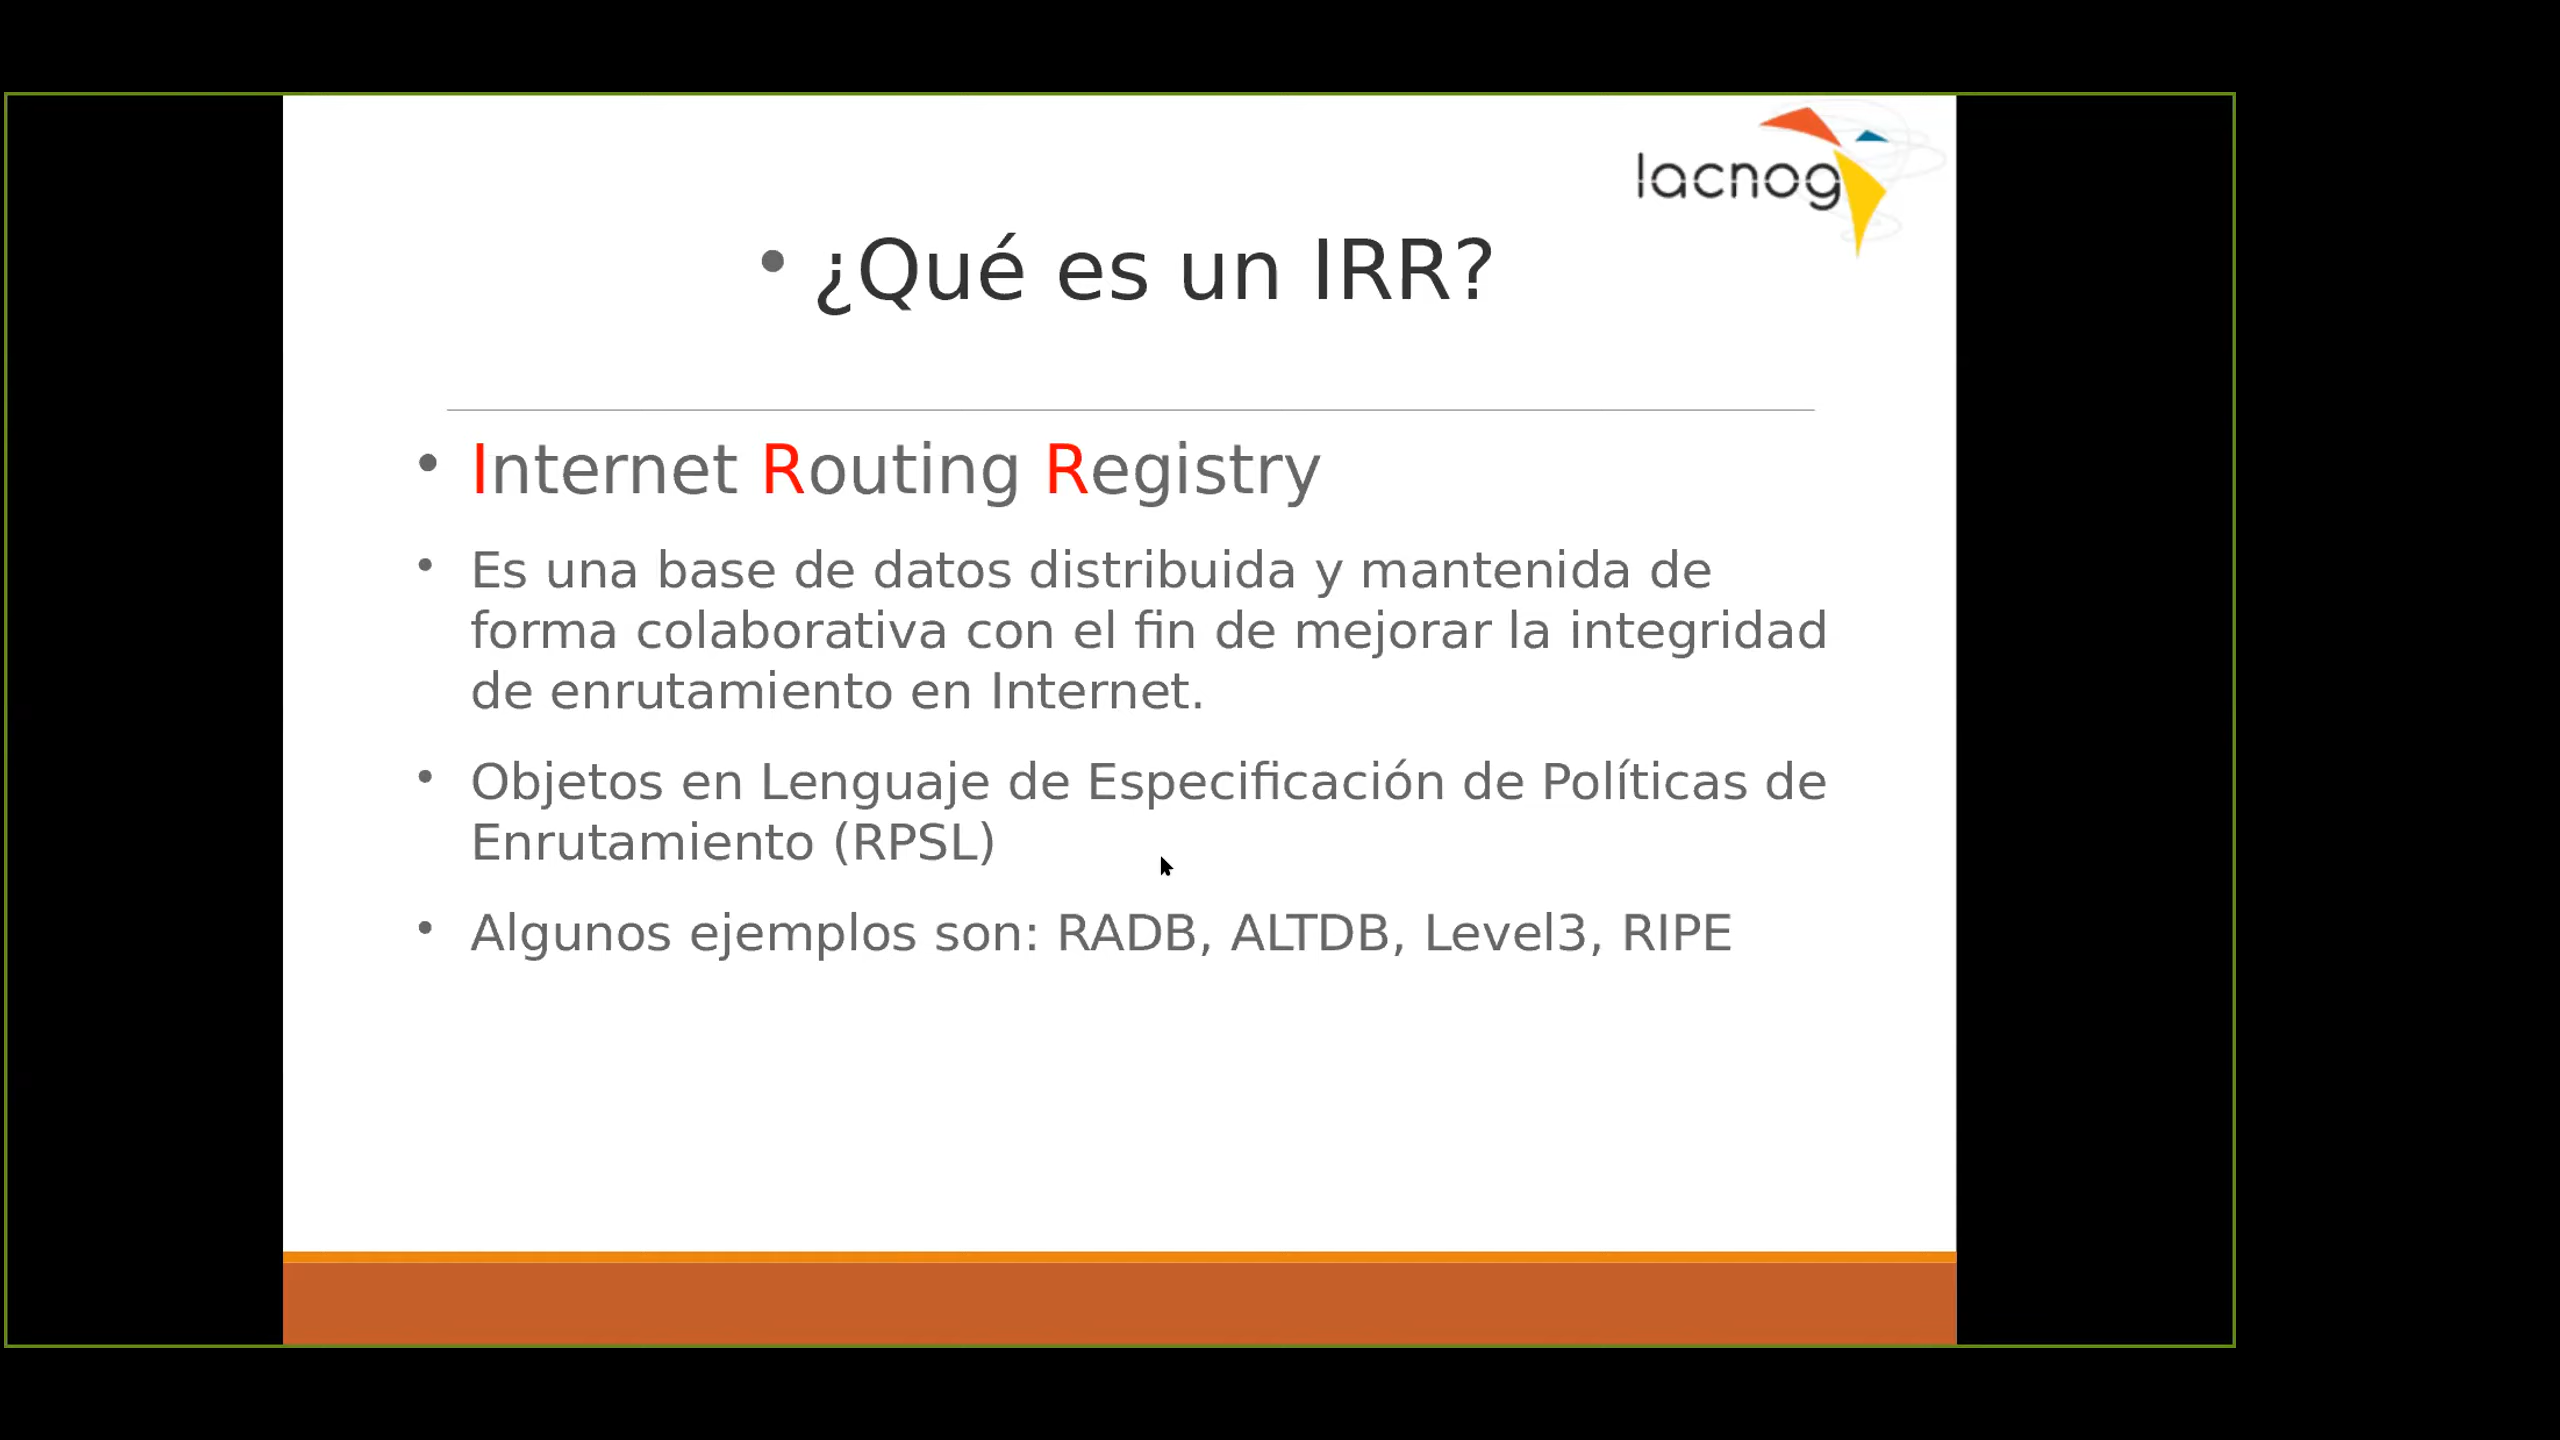 lacnog
• ¿Qué es un IRR?
• Internet Routing Registry
• Es una base de datos distribuida y mantenida de
forma colaborativa con el fin de mejorar la integridad
de enrutamiento en Internet.
• Objetos en Lenguaje de Especificación de Políticas de
Enrutamiento (RPSL)
• Algunos ejemplos son: RADB, ALTDB, Level3, RIPE